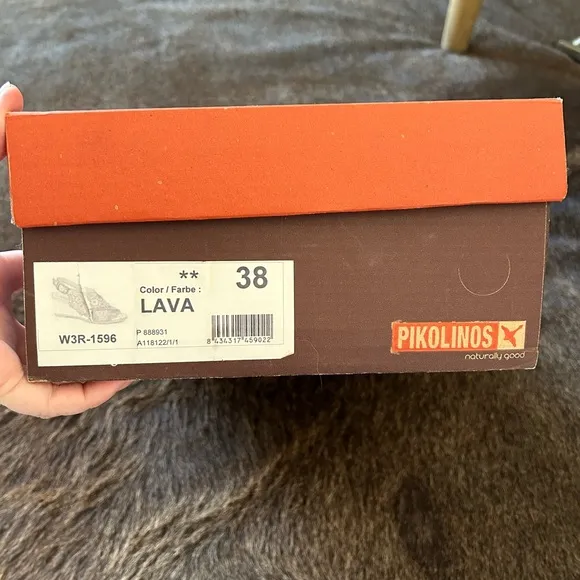 ** 38
Color / Farbe :
LAVA
W3R-1596
P 888931
A118122/1/1
8 434317 459022
PIKOLINOS
naturally good